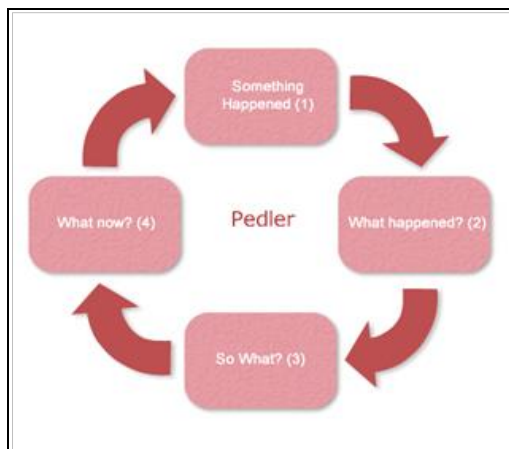 Something
Happened (1)
What now? (4)
Pedler
What happened? (2)
So What? (3)